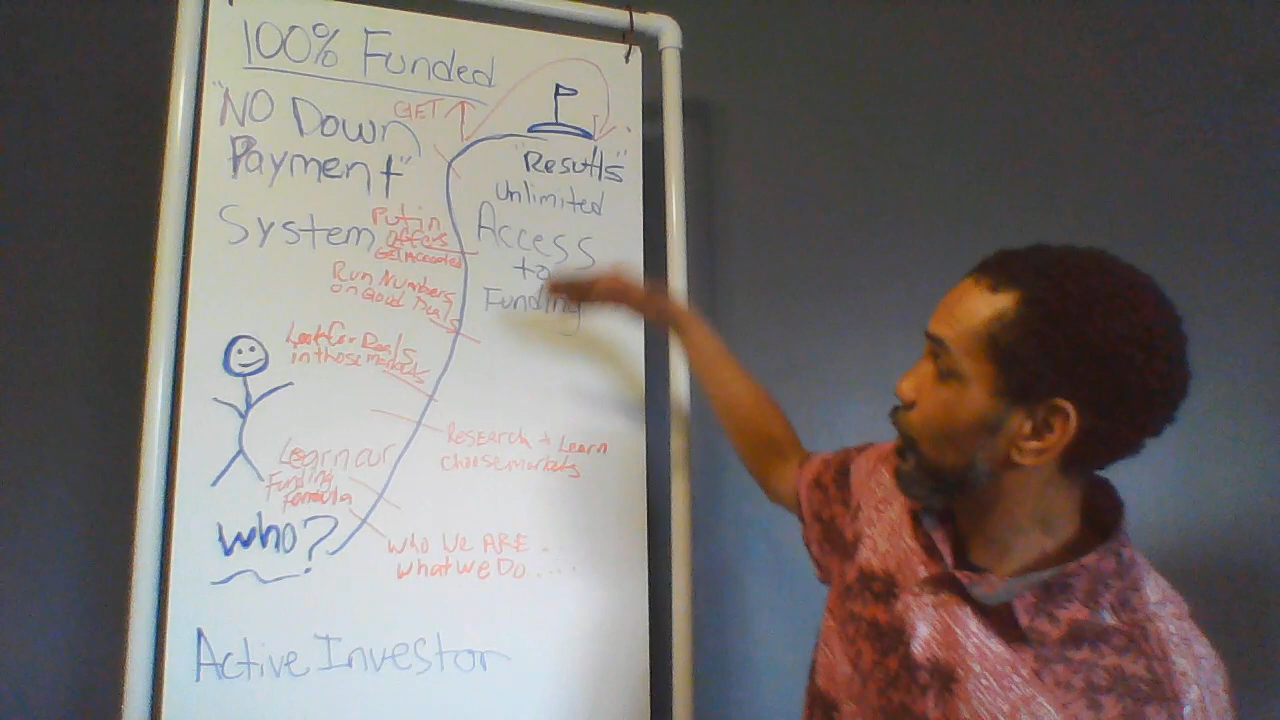 100% Funded
"NO Down
Payment"
System
GET
"Results"
Unlimited
Access
to
Funding
Put in
offers
Get Accepted
Run Numbers
on Good Deals
Look for Deals
in those markets
Research + Learn
Choose markets
Learn our
Funding
formula
Who?
Who We ARE ...
What we Do ....
Active Investor